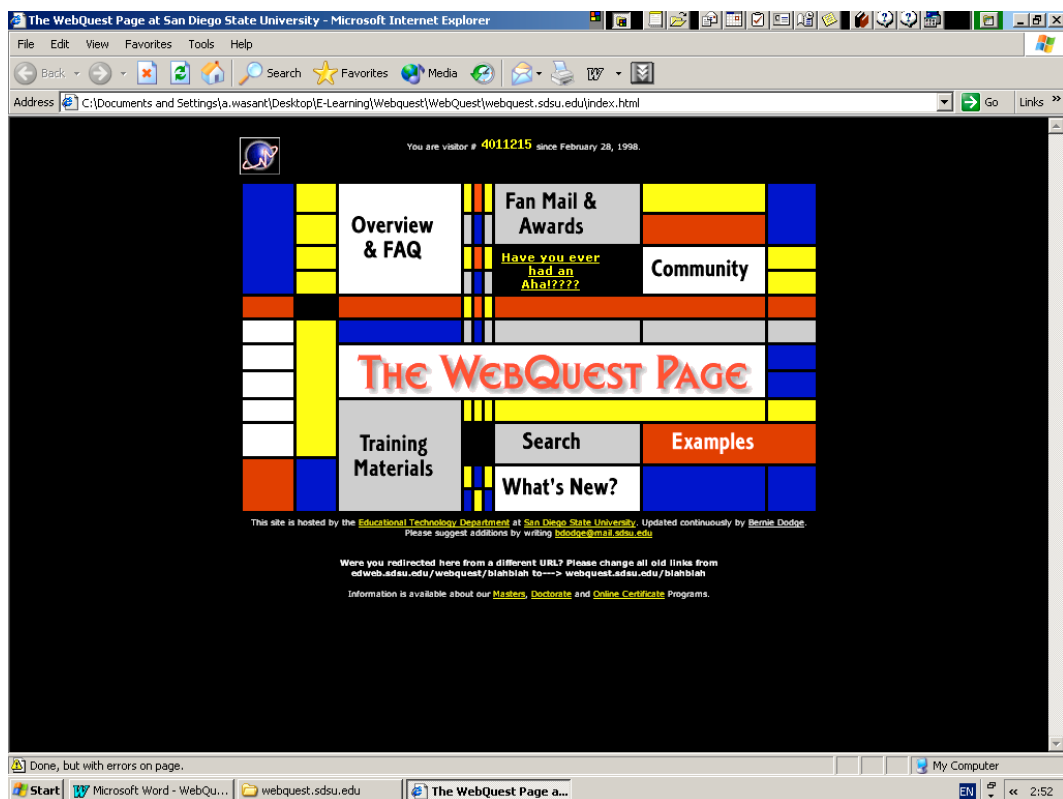 The WebQuest Page at San Diego State University - Microsoft Internet Explorer
File Edit View Favorites Tools Help
Back Search Favorites Media
Address C:\Documents and Settings\a.wasant\Desktop\E-Learning\Webquest\WebQuest\webquest.sdsu.edu\index.html Go Links »
You are visitor # 4011215 since February 28, 1998.
Overview
& FAQ
Fan Mail &
Awards
Have you ever
had an
Aha!????
Community
THE WEBQUEST PAGE
Training
Materials
Search
Examples
What's New?
This site is hosted by the Educational Technology Department at San Diego State University. Updated continuously by Bernie Dodge.
Please suggest additions by writing bdodge@mail.sdsu.edu
Were you redirected here from a different URL? Please change all old links from
edweb.sdsu.edu/webquest/blahblah to---> webquest.sdsu.edu/blahblah
Information is available about our Masters, Doctorate and Online Certificate Programs.
Done, but with errors on page. My Computer
Start Microsoft Word - WebQu... webquest.sdsu.edu The WebQuest Page a... EN « 2:52